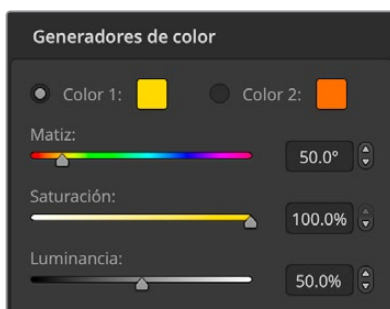 Generadores de color
Color 1: Color 2:
Matiz:
50.0°
Saturación:
100.0%
Luminancia:
50.0%